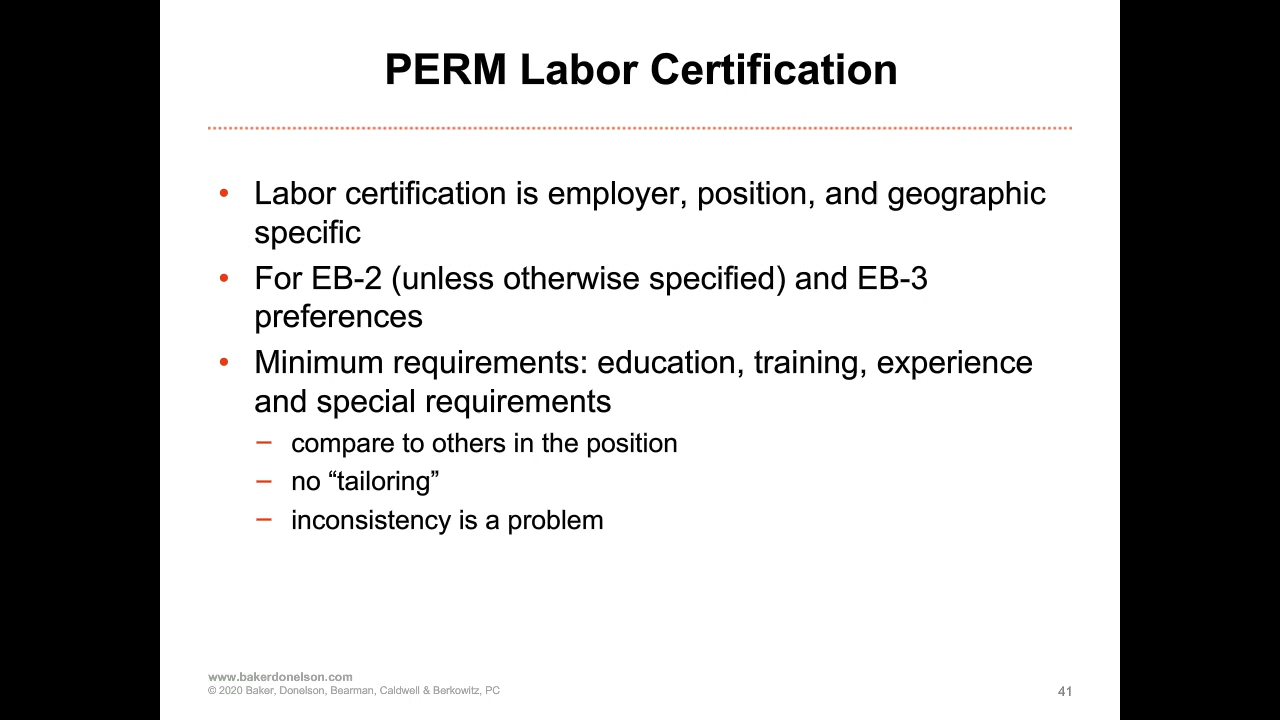 PERM Labor Certification
• Labor certification is employer, position, and geographic
specific
• For EB-2 (unless otherwise specified) and EB-3
preferences
• Minimum requirements: education, training, experience
and special requirements
– compare to others in the position
– no “tailoring”
– inconsistency is a problem
www.bakerdonelson.com
© 2020 Baker, Donelson, Bearman, Caldwell & Berkowitz, PC
41